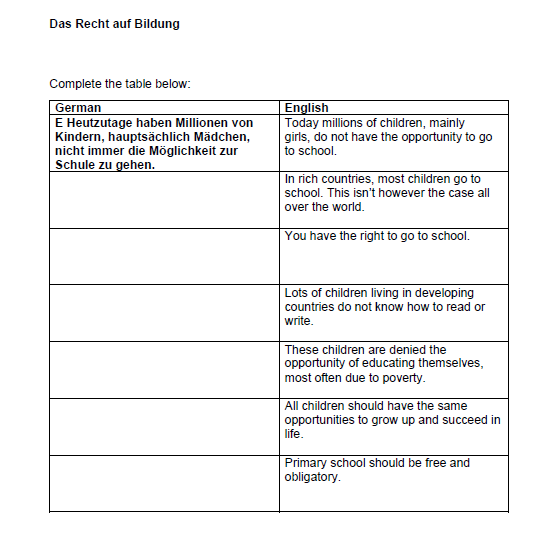 Das Recht auf Bildung
Complete the table below:
German English
E Heutzutage haben Millionen von
Kindern, hauptsächlich Mädchen,
nicht immer die Möglichkeit zur
Schule zu gehen.
Today millions of children, mainly
girls, do not have the opportunity to go
to school.
In rich countries, most children go to
school. This isn't however the case all
over the world.
You have the right to go to school.
Lots of children living in developing
countries do not know how to read or
write.
These children are denied the
opportunity of educating themselves,
most often due to poverty.
All children should have the same
opportunities to grow up and succeed in
life.
Primary school should be free and
obligatory.